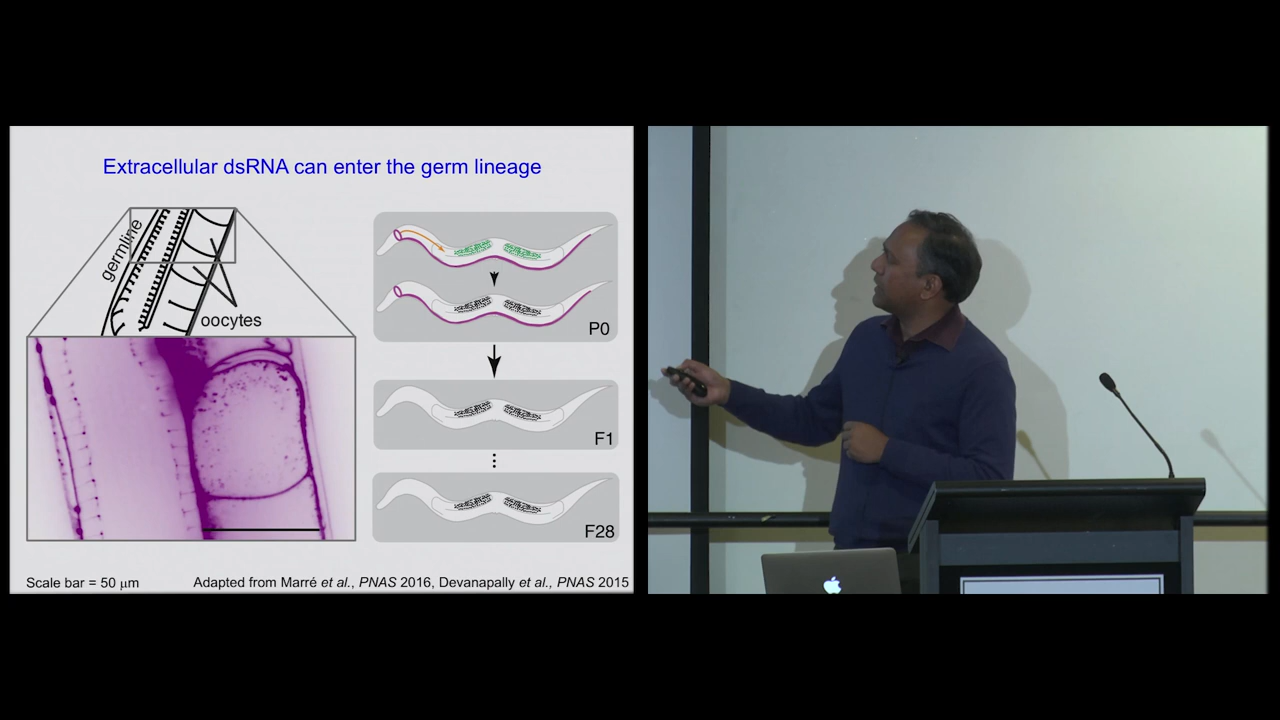 Extracellular dsRNA can enter the germ lineage
germline
oocytes
P0
F1
F28
Scale bar = 50 μm
Adapted from Marré et al., PNAS 2016, Devanapally et al., PNAS 2015